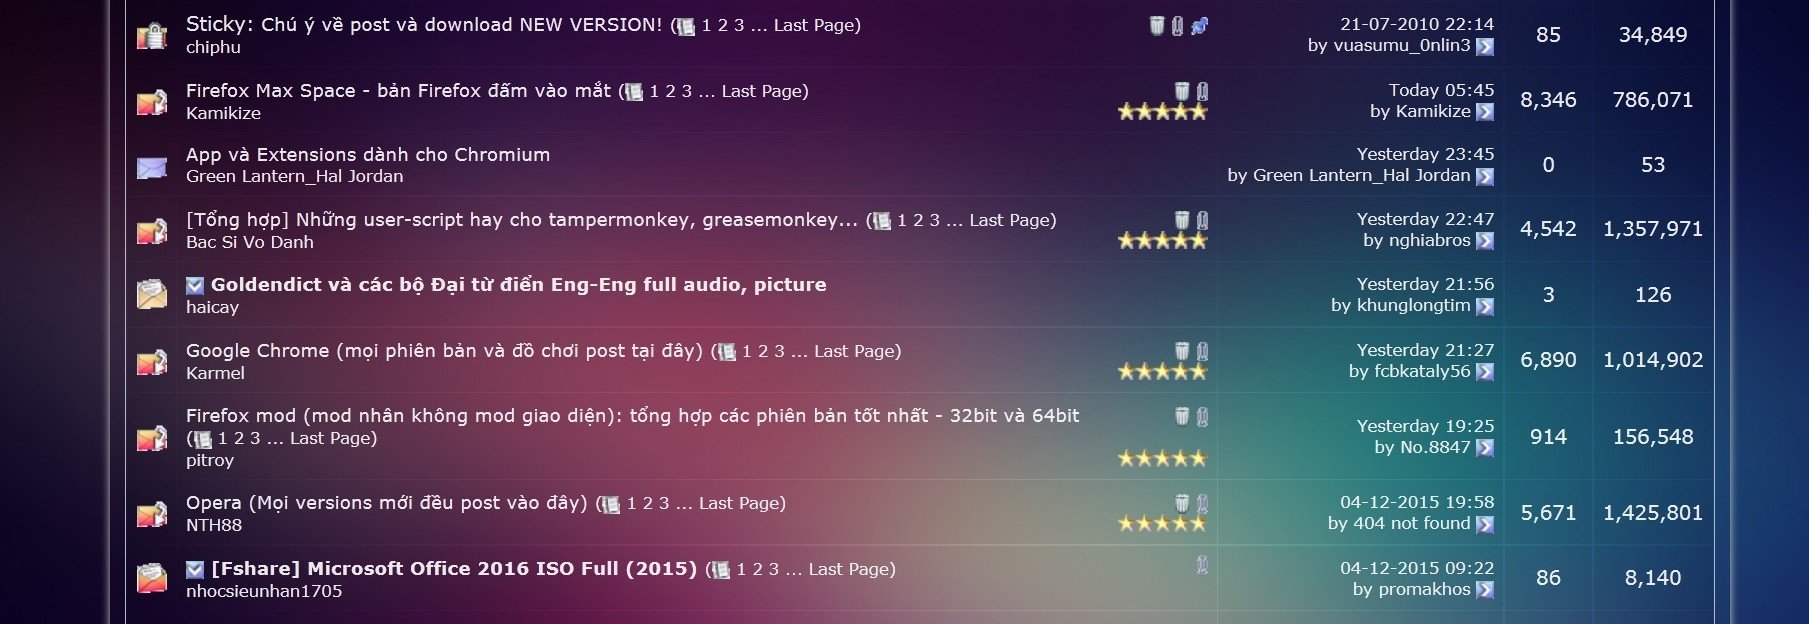 Sticky: Chú ý về post và download NEW VERSION! ( 1 2 3 ... Last Page)
chiphu
21-07-2010 22:14
by vuasumu_0nlin3
85
34,849
Firefox Max Space - bản Firefox đấm vào mắt ( 1 2 3 ... Last Page)
Kamikize
Today 05:45
by Kamikize
8,346
786,071
App và Extensions dành cho Chromium
Green Lantern_Hal Jordan
Yesterday 23:45
by Green Lantern_Hal Jordan
0
53
[Tổng hợp] Những user-script hay cho tampermonkey, greasemonkey... ( 1 2 3 ... Last Page)
Bac Si Vo Danh
Yesterday 22:47
by nghiabros
4,542
1,357,971
Goldendict và các bộ Đại từ điển Eng-Eng full audio, picture
haicay
Yesterday 21:56
by khunglongtim
3
126
Google Chrome (mọi phiên bản và đồ chơi post tại đây) ( 1 2 3 ... Last Page)
Karmel
Yesterday 21:27
by fcbkataly56
6,890
1,014,902
Firefox mod (mod nhân không mod giao diện): tổng hợp các phiên bản tốt nhất - 32bit và 64bit
( 1 2 3 ... Last Page)
pitroy
Yesterday 19:25
by No.8847
914
156,548
Opera (Mọi versions mới đều post vào đây) ( 1 2 3 ... Last Page)
NTH88
04-12-2015 19:58
by 404 not found
5,671
1,425,801
[Fshare] Microsoft Office 2016 ISO Full (2015) ( 1 2 3 ... Last Page)
nhocsieunhan1705
04-12-2015 09:22
by promakhos
86
8,140